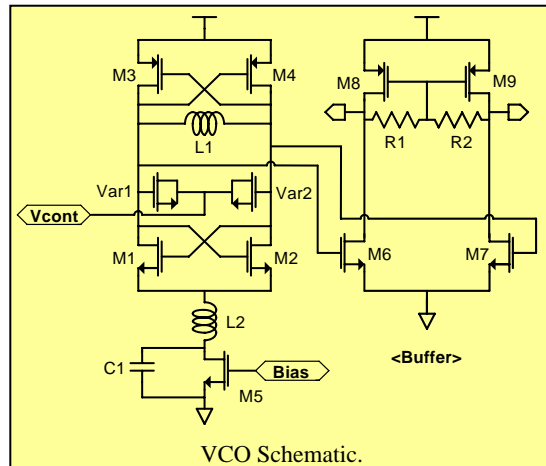 M3
M4
M8
M9
L1
R1
R2
Var1
Var2
Vcont
M1
M2
M6
M7
L2
<Buffer>
C1
Bias
M5
VCO Schematic.